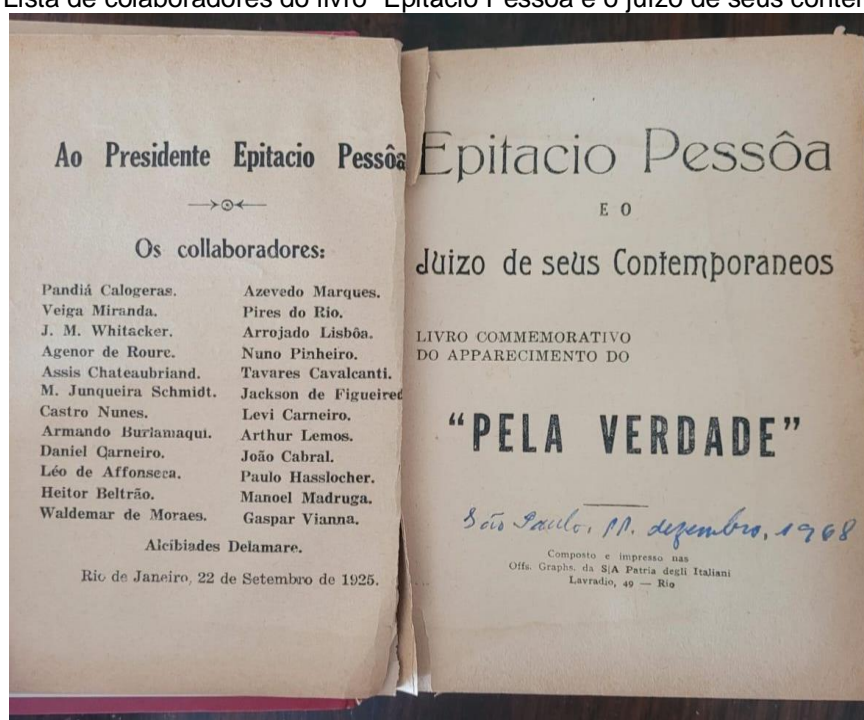 Lista de colaboradores do livro "Epitacio Pessoa e o juizo de seus conte
Ao Presidente Epitacio Pessôa
Os collaboradores:
Pandiá Calogeras.
Veiga Miranda.
J. M. Whitacker.
Agenor de Roure.
Assis Chateaubriand.
M. Junqueira Schmidt.
Castro Nunes.
Armando Burlamaqui.
Daniel Carneiro.
Léo de Affonseca.
Heitor Beltrão.
Waldemar de Moraes.
Azevedo Marques.
Pires do Rio.
Arrojado Lisbôa.
Nuno Pinheiro.
Tavares Cavalcanti.
Jackson de Figueired
Levi Carneiro.
Arthur Lemos.
João Cabral.
Paulo Hasslocher.
Manoel Madruga.
Gaspar Vianna.
Alcibiades Delamare.
Rio de Janeiro, 22 de Setembro de 1925.
Epitacio Pessôa
E O
Juizo de seus Contemporaneos
LIVRO COMMEMORATIVO
DO APPARECIMENTO DO
"PELA VERDADE"
São Paulo, dezembro, 1968
Composto e impresso nas
Offs. Graphs. da S|A Patria degli Italiani
Lavradio, 49 — Rio